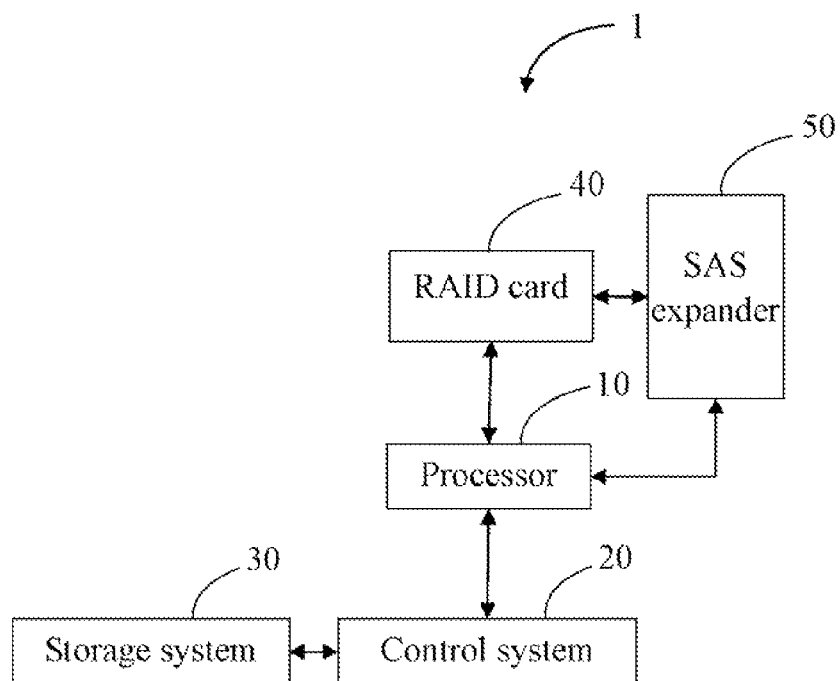 1
50
40
SAS
expander
RAID card
10
Processor
30
20
Storage system
Control system